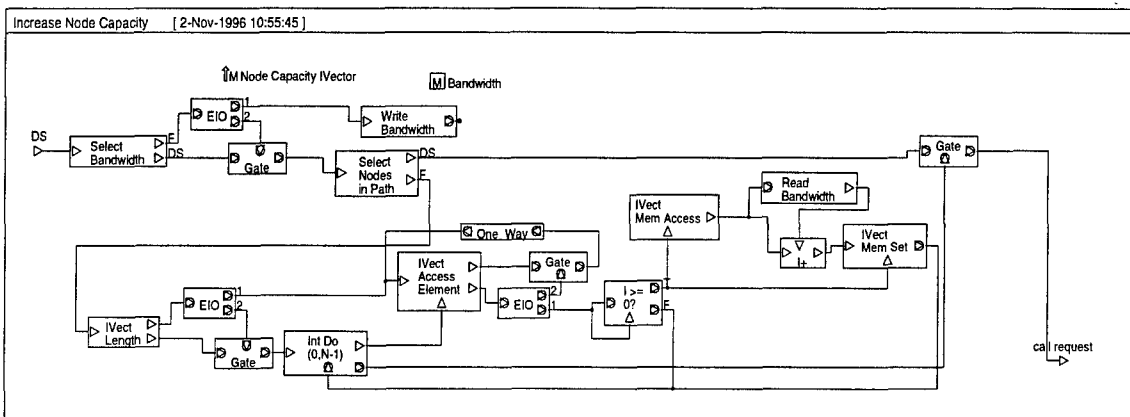 Increase Node Capacity [ 2-Nov-1996 10:55:45 ]
⇑M Node Capacity IVector
M Bandwidth
DS
Select
Bandwidth
F
DS
EIO
1
2
Gate
Write
Bandwidth
Select
Nodes
in Path
DS
F
Gate
Read
Bandwidth
IVect
Mem Access
I+
IVect
Mem Set
One Way
IVect
Access
Element
Gate
EIO
2
1
I >=
0?
T
F
IVect
Length
EIO
1
2
Gate
Int Do
(0,N-1)
call request